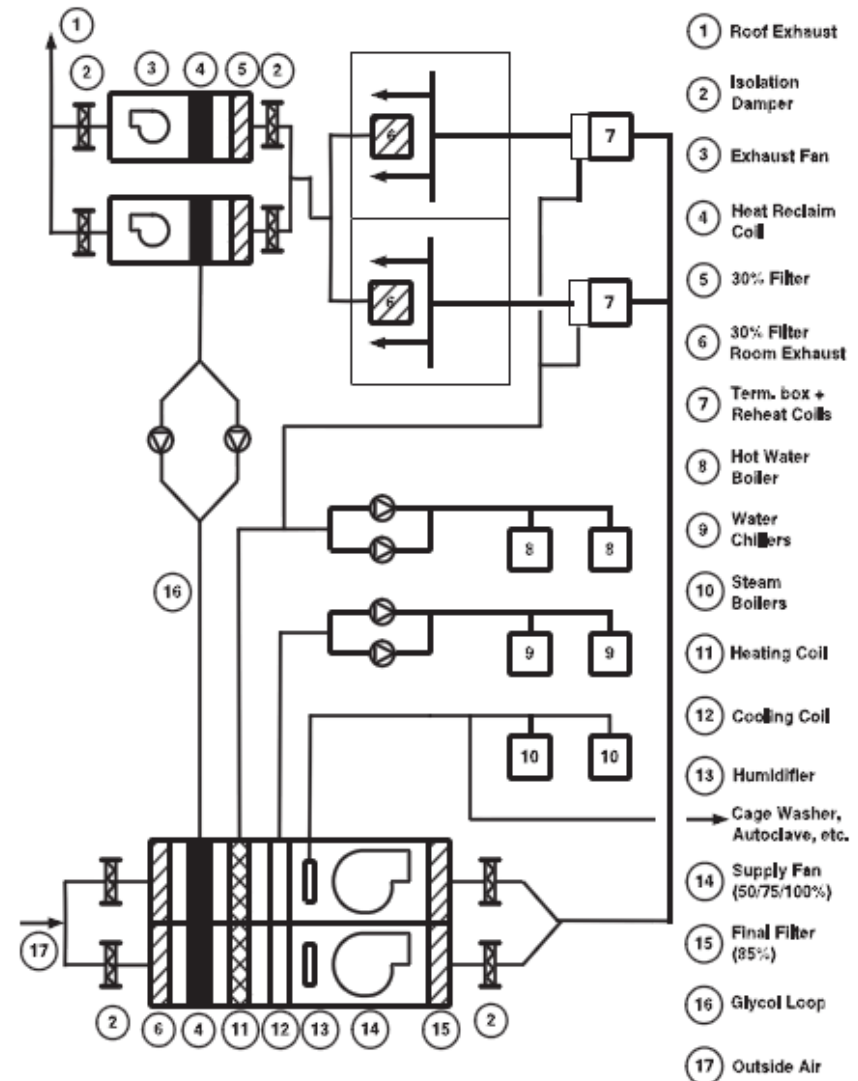 1
2
3
4
5
2
6
7
6
7
16
8
8
9
9
10
10
17
2
6
4
11
12
13
14
15
2
1 Roof Exhaust
2 Isolation
Damper
3 Exhaust Fan
4 Heat Reclaim
Coil
5 30% Filter
6 30% Filter
Room Exhaust
7 Term. box +
Reheat Coils
8 Hot Water
Boiler
9 Water
Chillers
10 Steam
Boilers
11 Heating Coil
12 Cooling Coil
13 Humidifier
Cage Washer,
Autoclave, etc.
14 Supply Fan
(50/75/100%)
15 Final Filter
(85%)
16 Glycol Loop
17 Outside Air